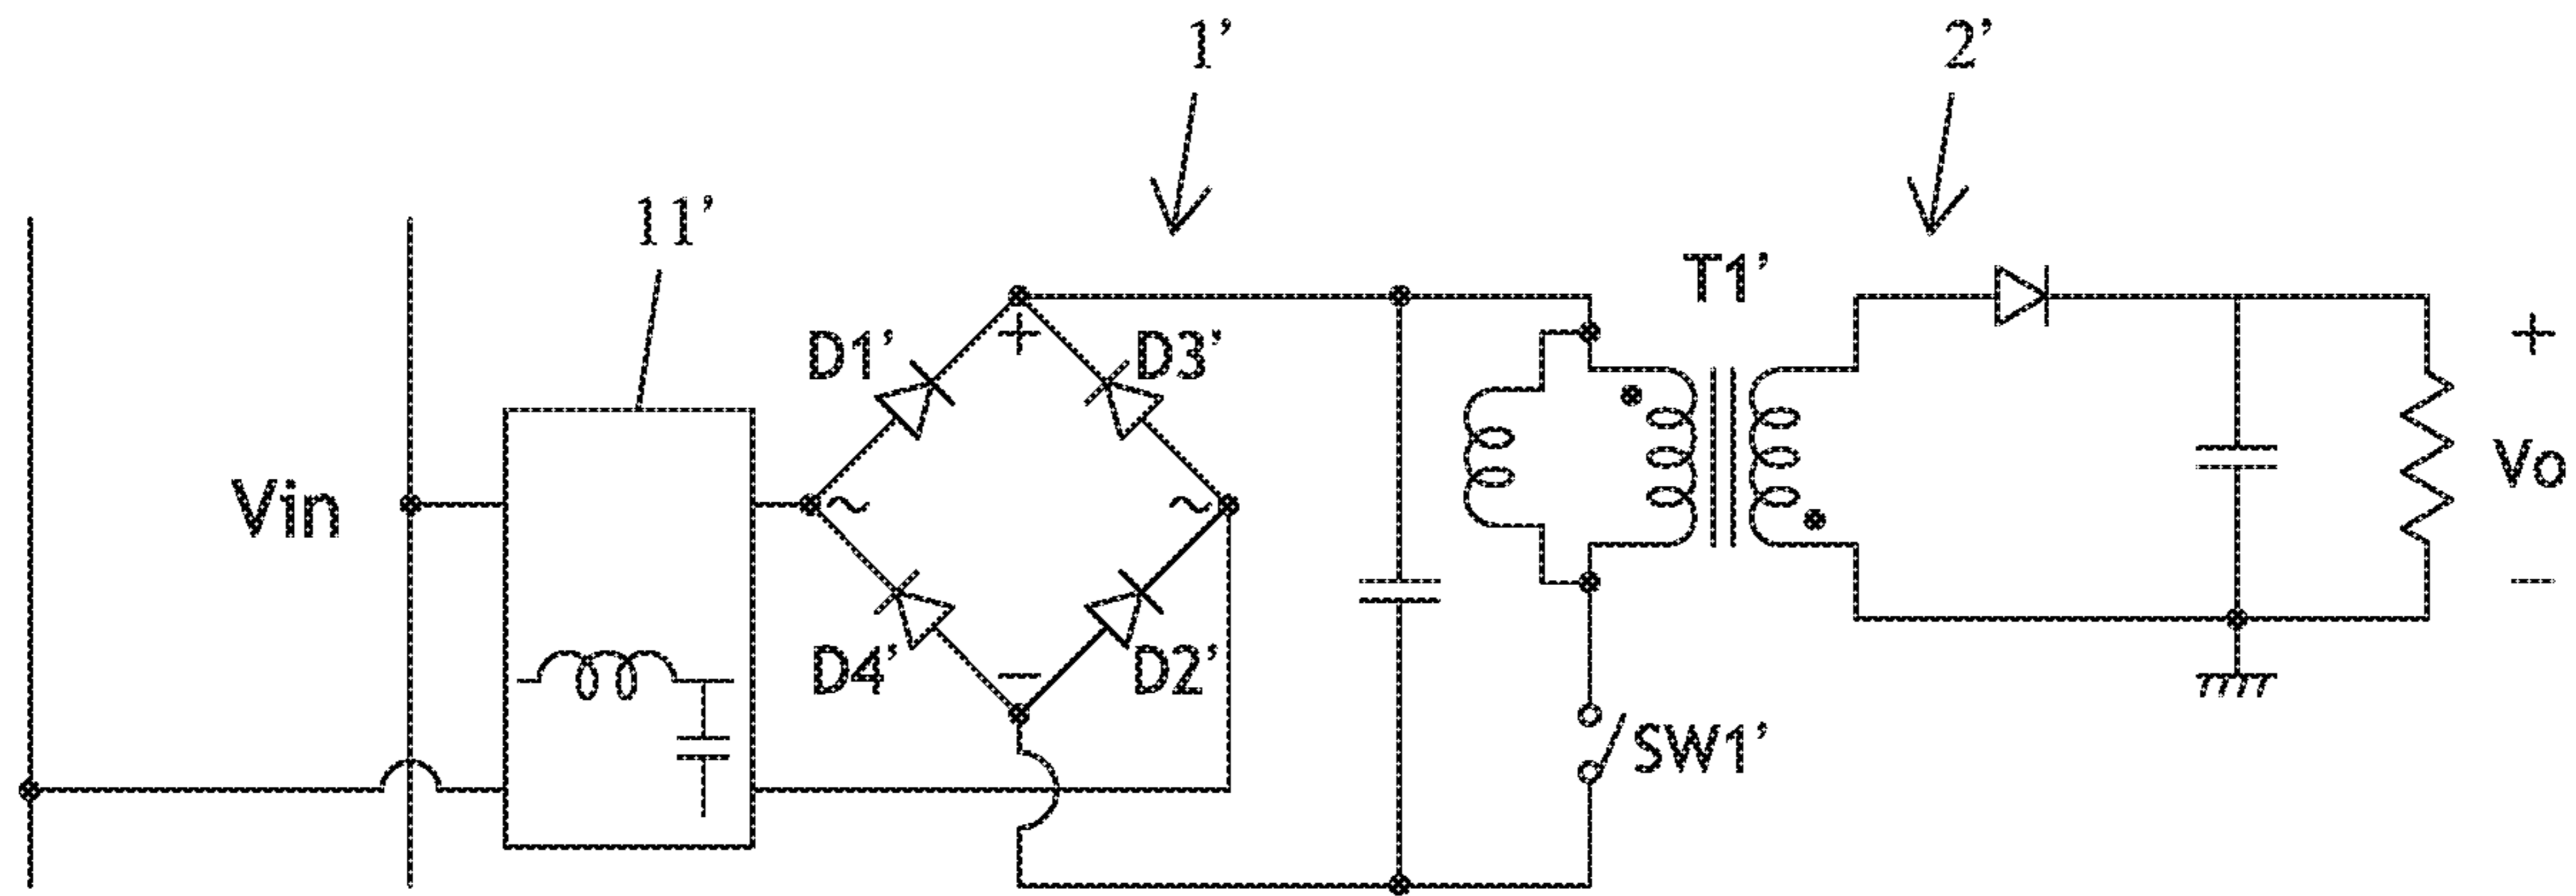 1’
2’
11’
T1’
D1’
+
D3’
+
Vin
~
~
Vo
D4’
−
D2’
−
SW1’